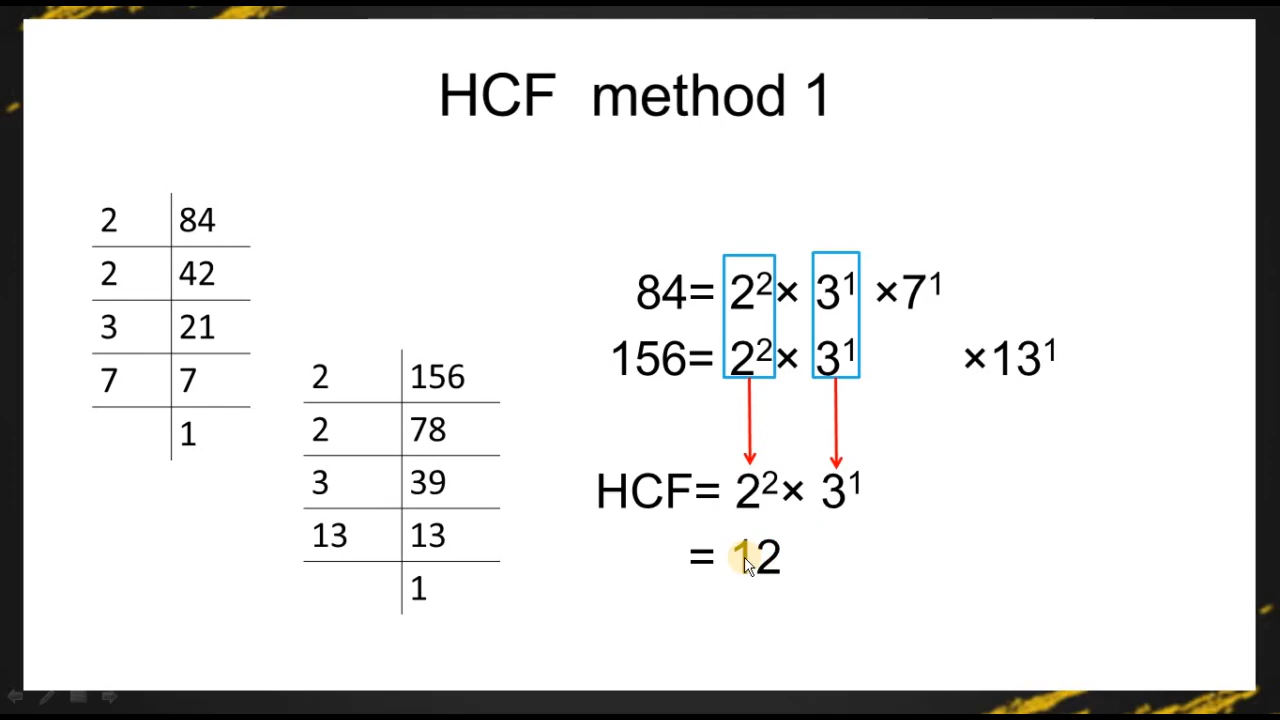 HCF method 1
2 84
2 42
3 21
7 7
1
2 156
2 78
3 39
13 13
1
84= 2²× 3¹ ×7¹
156= 2²× 3¹ ×13¹
HCF= 2²× 3¹
= 12